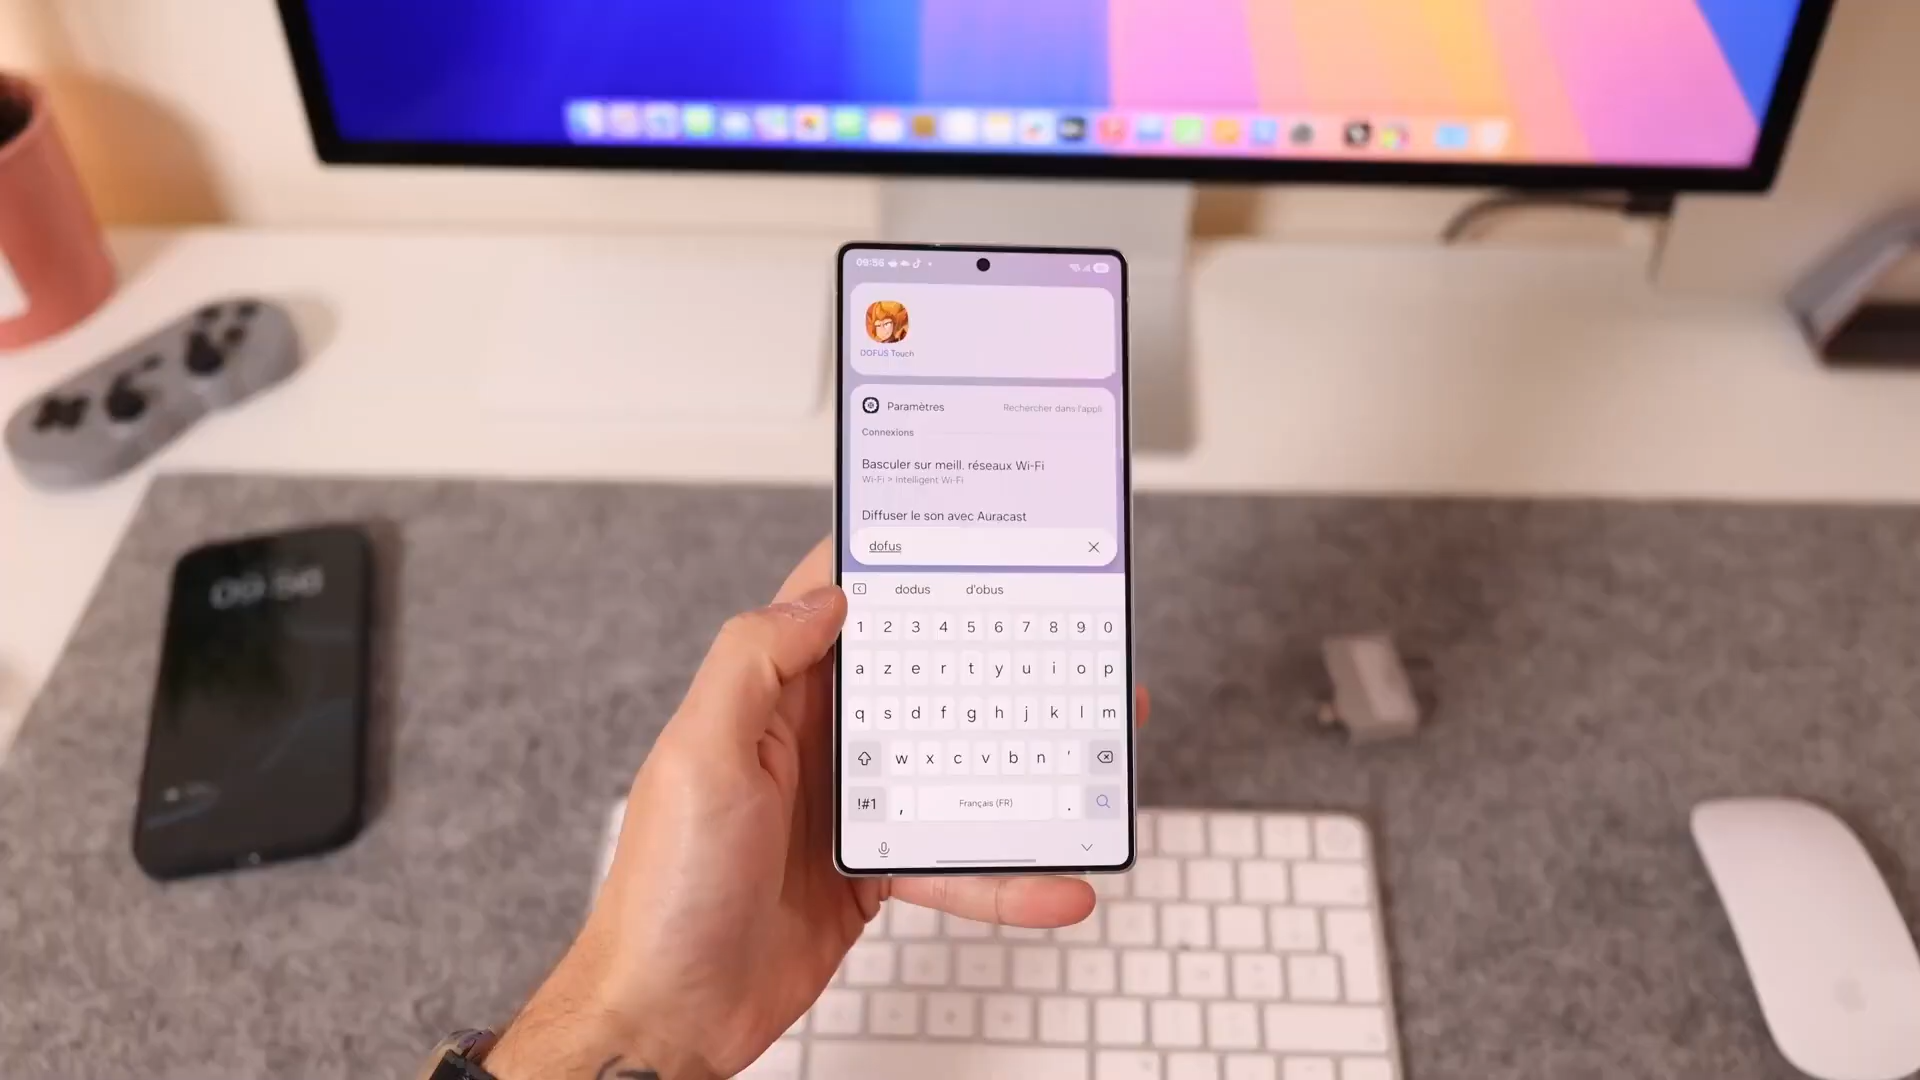 09:56
DOFUS Touch
Paramètres Rechercher dans l'appli
Connexions
Basculer sur meill. réseaux Wi-Fi
Wi-Fi > Intelligent Wi-Fi
Diffuser le son avec Auracast
dofus
dodus d'obus
1 2 3 4 5 6 7 8 9 0
a z e r t y u i o p
q s d f g h j k l m
w x c v b n '
!#1 , Français (FR) .
09:56